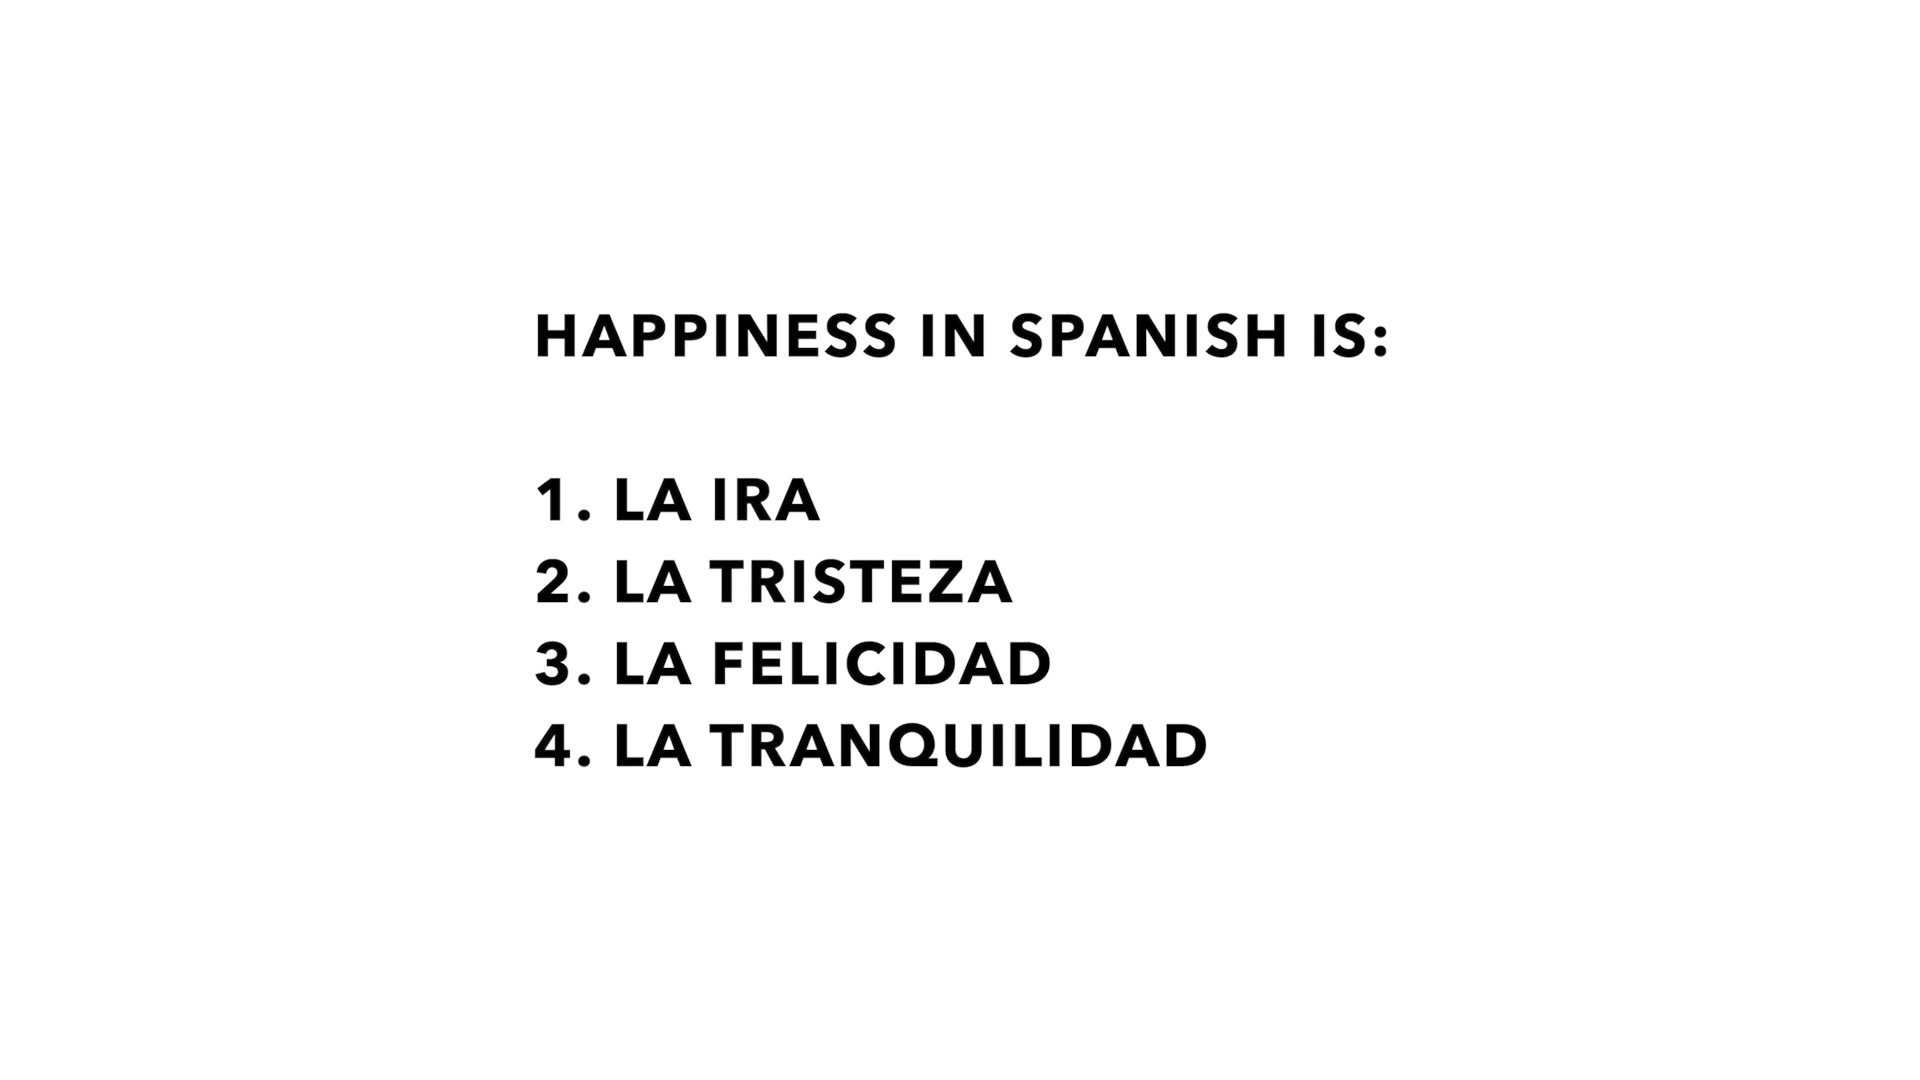 HAPPINESS IN SPANISH IS:
1. LA IRA
2. LA TRISTEZA
3. LA FELICIDAD
4. LA TRANQUILIDAD